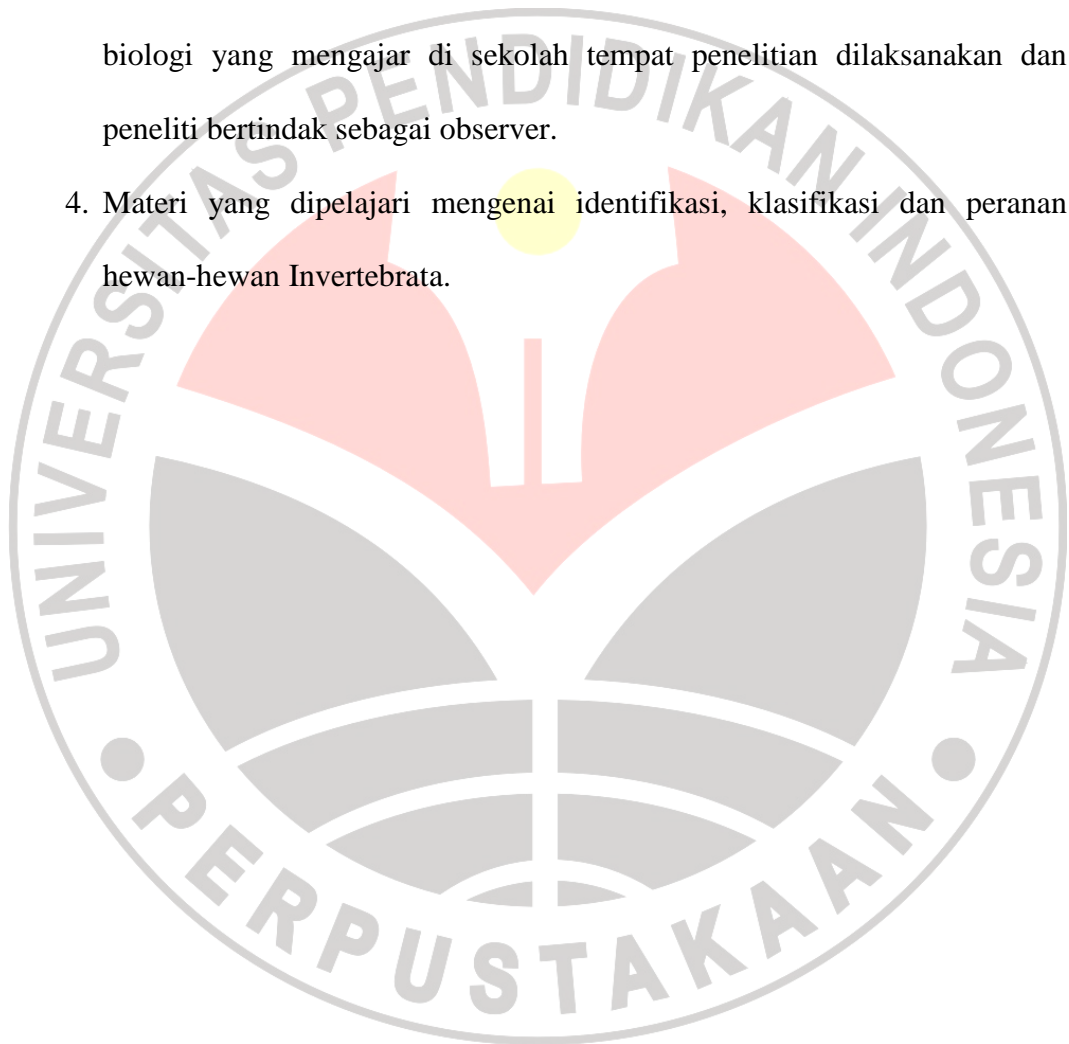 biologi yang mengajar di sekolah tempat penelitian dilaksanakan dan
peneliti bertindak sebagai observer.
4. Materi yang dipelajari mengenai identifikasi, klasifikasi dan peranan
hewan-hewan Invertebrata.
UNIVERSITAS PENDIDIKAN INDONESIA
PERPUSTAKAAN